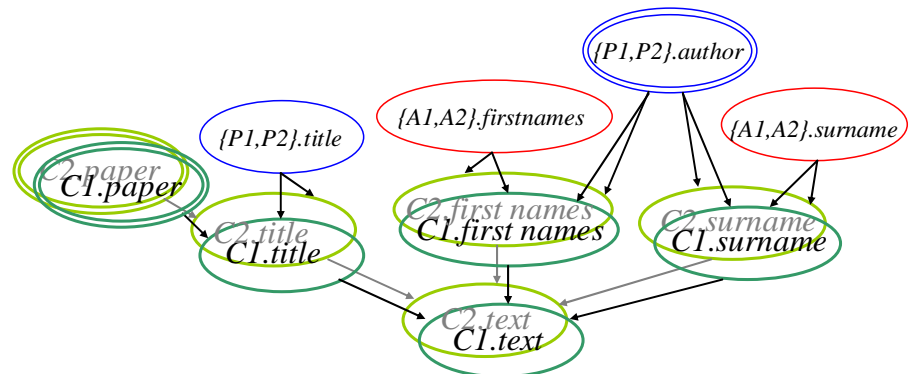 {P1,P2}.author
{A1,A2}.firstnames
{A1,A2}.surname
{P1,P2}.title
C2.paper
C1.paper
C2.first names
C1.first names
C2.surname
C1.surname
C2.title
C1.title
C2.text
C1.text